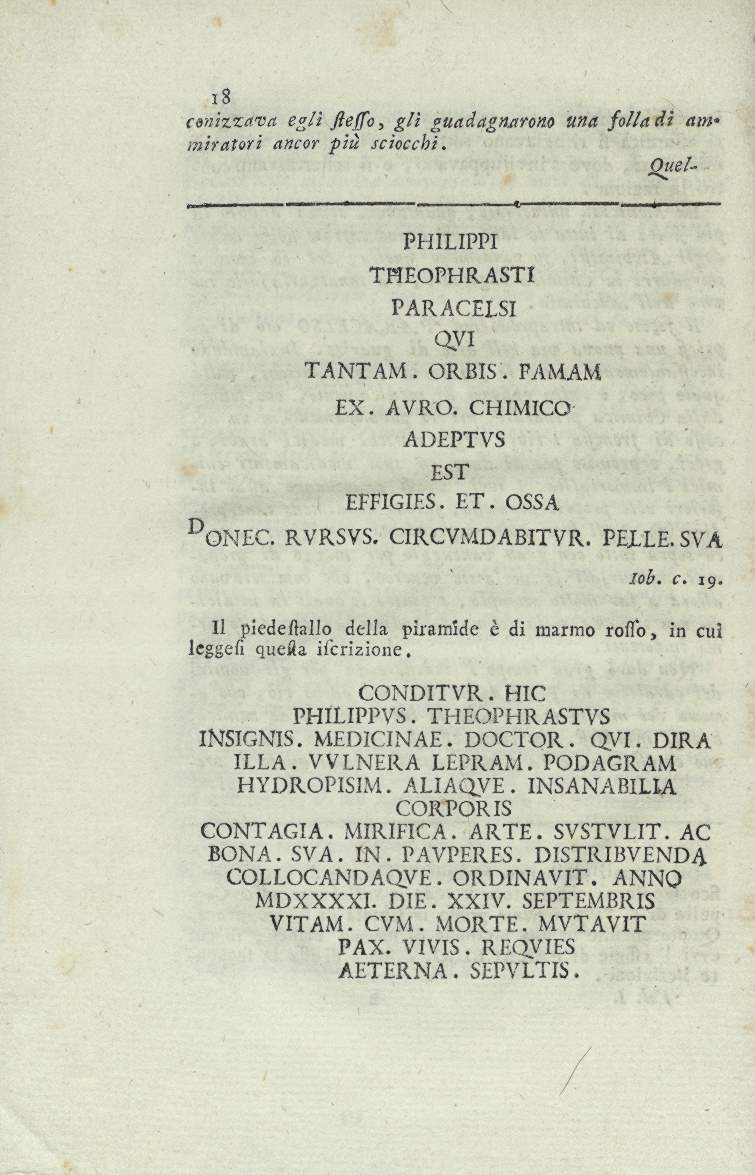 18
conizzava egli ſteſſo, gli guadagnarono una folla di am-
miratori ancor più sciocchi.
Quel-
PHILIPPI
THEOPHRASTI
PARACELSI
QVI
TANTAM. ORBIS. FAMAM
EX. AVRO. CHIMICO
ADEPTVS
EST
EFFIGIES. ET. OSSA
DONEC. RVRSVS. CIRCVMDABITVR. PELLE. SVA
Iob. c. 19.
Il piedeſtallo della piramide è di marmo roſſo, in cui
leggeſi queſta iſcrizione.
CONDITVR. HIC
PHILIPPVS. THEOPHRASTVS
INSIGNIS. MEDICINAE. DOCTOR. QVI. DIRA
ILLA. VVLNERA LEPRAM. PODAGRAM
HYDROPISIM. ALIAQVE. INSANABILIA
CORPORIS
CONTAGIA. MIRIFICA. ARTE. SVSTVLIT. AC
BONA. SVA. IN. PAVPERES. DISTRIBVENDA
COLLOCANDAQVE. ORDINAVIT. ANNO
MDXXXXI. DIE. XXIV. SEPTEMBRIS
VITAM. CVM. MORTE. MVTAVIT
PAX. VIVIS. REQVIES
AETERNA. SEPVLTIS.